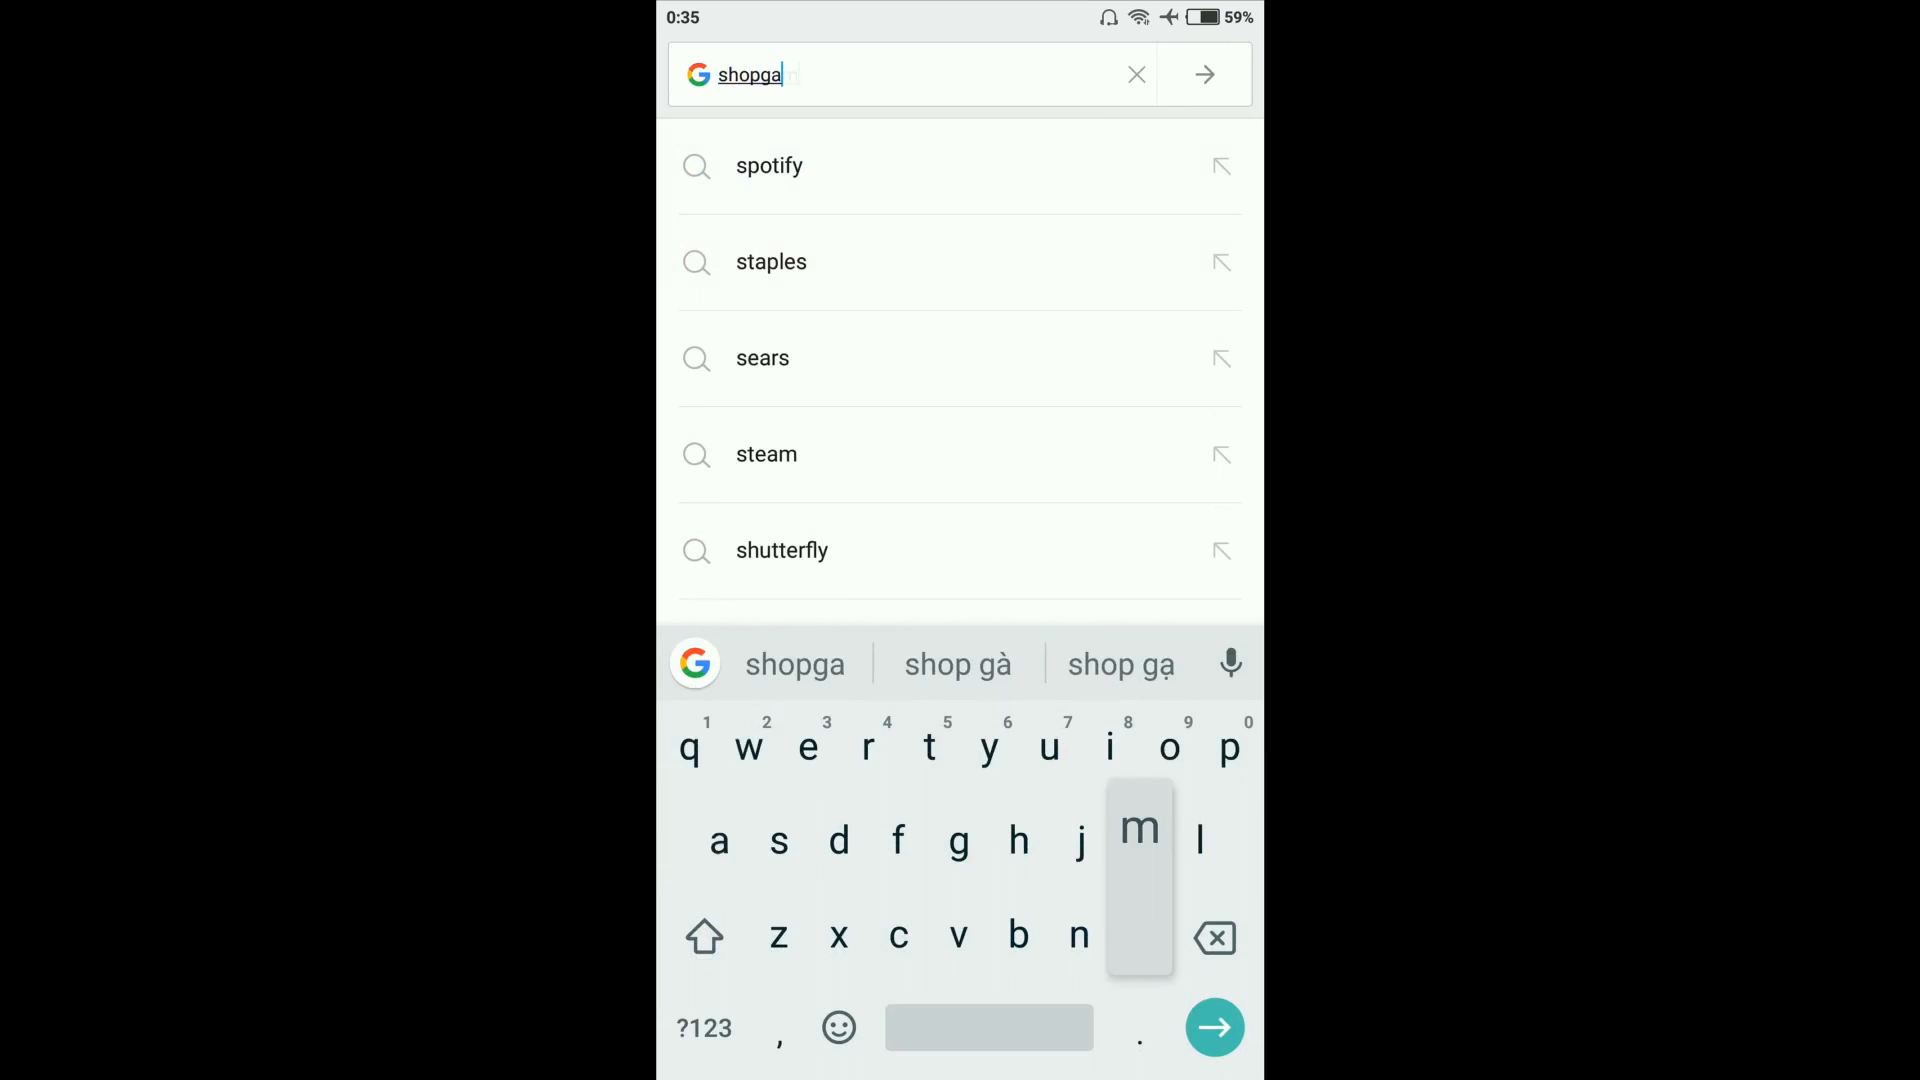 0:35 59%
shopga
spotify
staples
sears
steam
shutterfly
shopga shop gà shop gạ
1 2 3 4 5 6 7 8 9 0
q w e r t y u i o p
a s d f g h j m l
z x c v b n
?123 , .